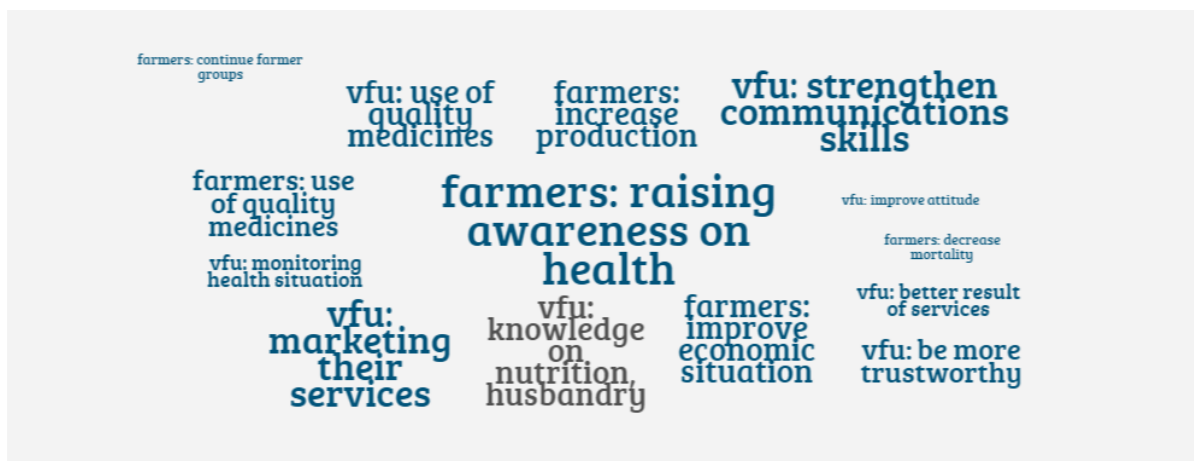 farmers: continue farmer
groups
vfu: use of
quality
medicines
farmers:
increase
production
vfu: strengthen
communications
skills
farmers: use
of quality
medicines
farmers: raising
awareness on
health
vfu: improve attitude
farmers: decrease
mortality
vfu: monitoring
health situation
vfu: better result
of services
vfu:
marketing
their
services
vfu:
knowledge
on
nutrition,
husbandry
farmers:
improve
economic
situation
vfu: be more
trustworthy